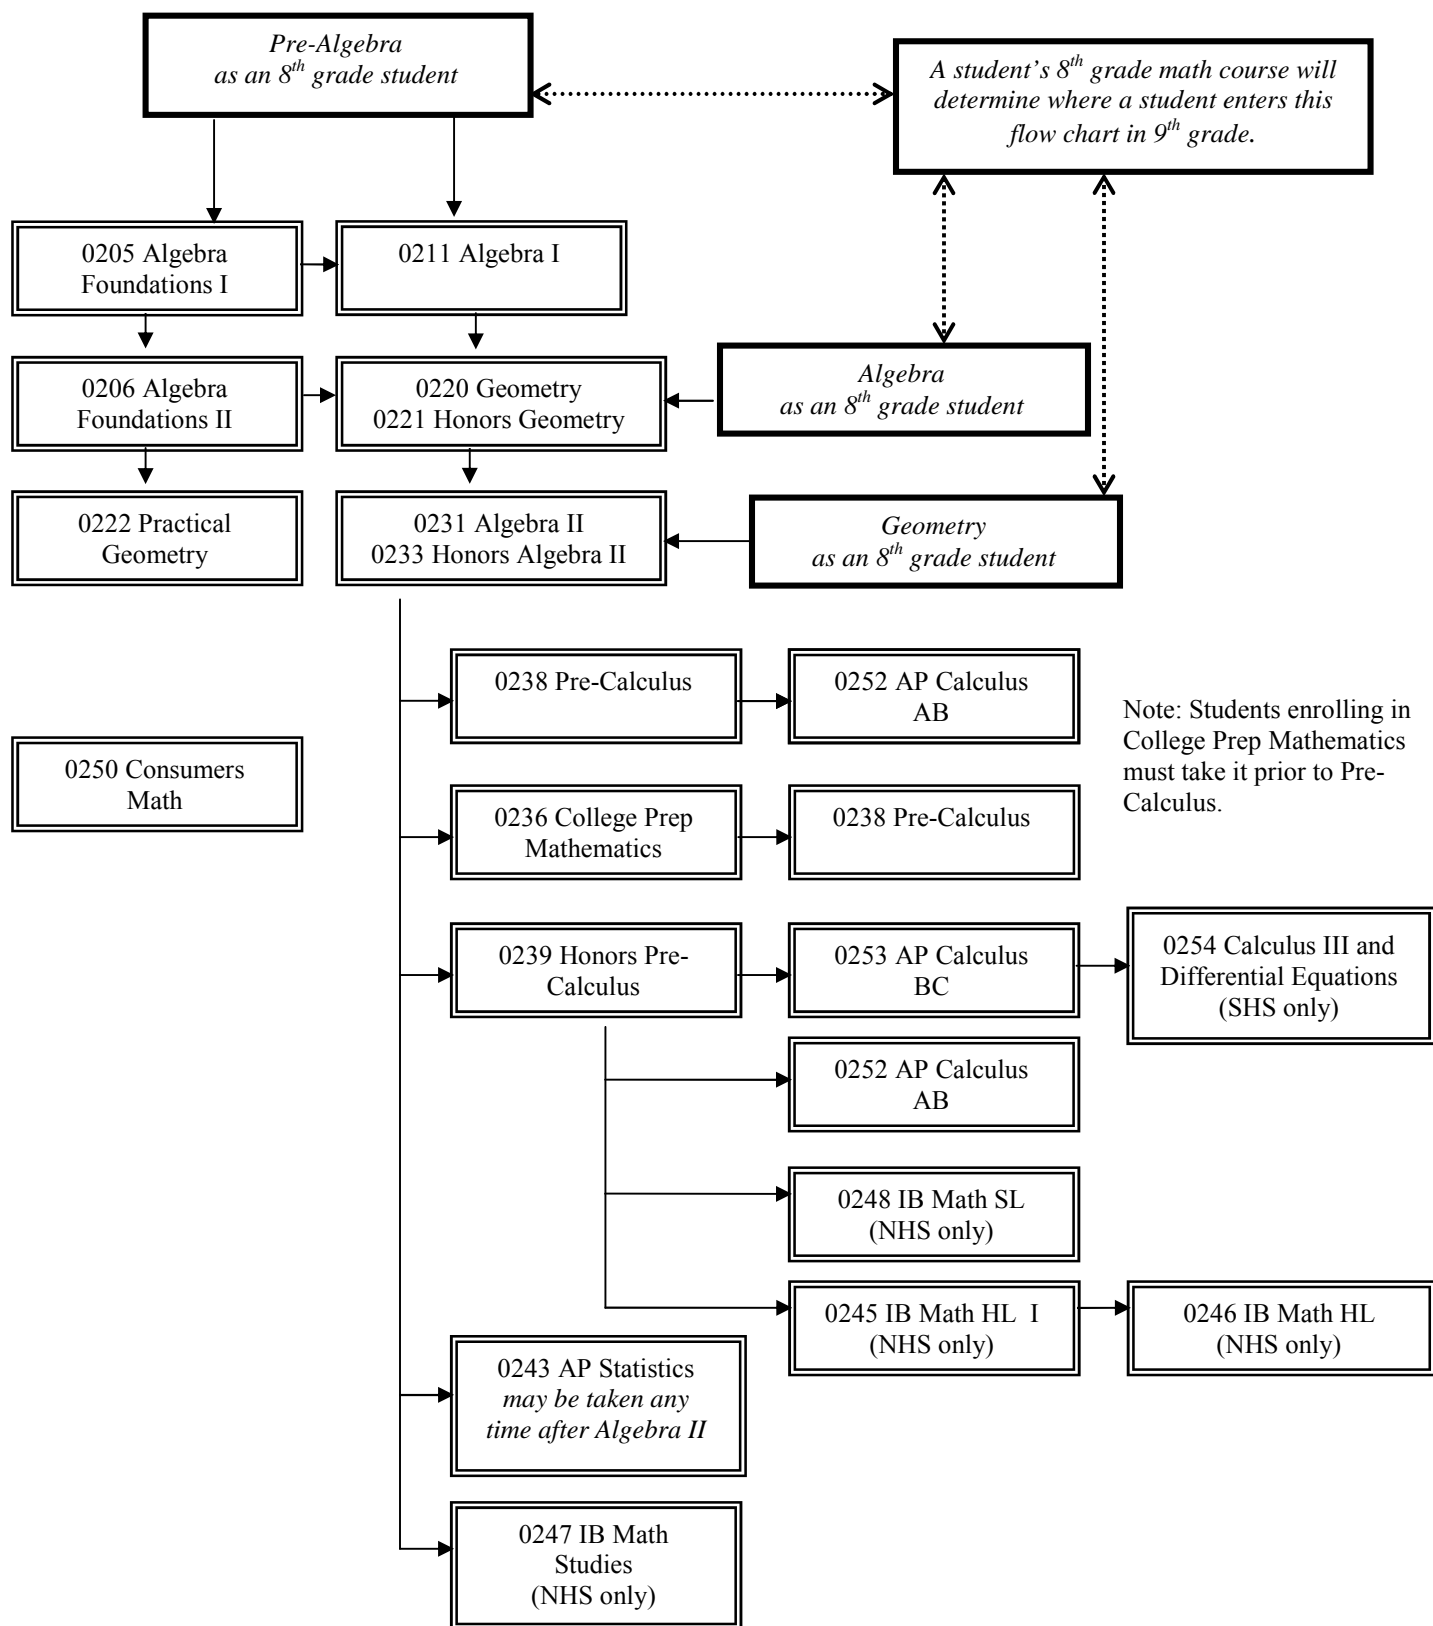 Pre-Algebra
as an 8th grade student
A student’s 8th grade math course will
determine where a student enters this
flow chart in 9th grade.
0205 Algebra
Foundations I
0211 Algebra I
0206 Algebra
Foundations II
0220 Geometry
0221 Honors Geometry
Algebra
as an 8th grade student
0222 Practical
Geometry
0231 Algebra II
0233 Honors Algebra II
Geometry
as an 8th grade student
0238 Pre-Calculus
0252 AP Calculus
AB
Note: Students enrolling in
College Prep Mathematics
must take it prior to Pre-
Calculus.
0250 Consumers
Math
0236 College Prep
Mathematics
0238 Pre-Calculus
0239 Honors Pre-
Calculus
0253 AP Calculus
BC
0254 Calculus III and
Differential Equations
(SHS only)
0252 AP Calculus
AB
0248 IB Math SL
(NHS only)
0245 IB Math HL  I
(NHS only)
0246 IB Math HL
(NHS only)
0243 AP Statistics
may be taken any
time after Algebra II
0247 IB Math
Studies
(NHS only)